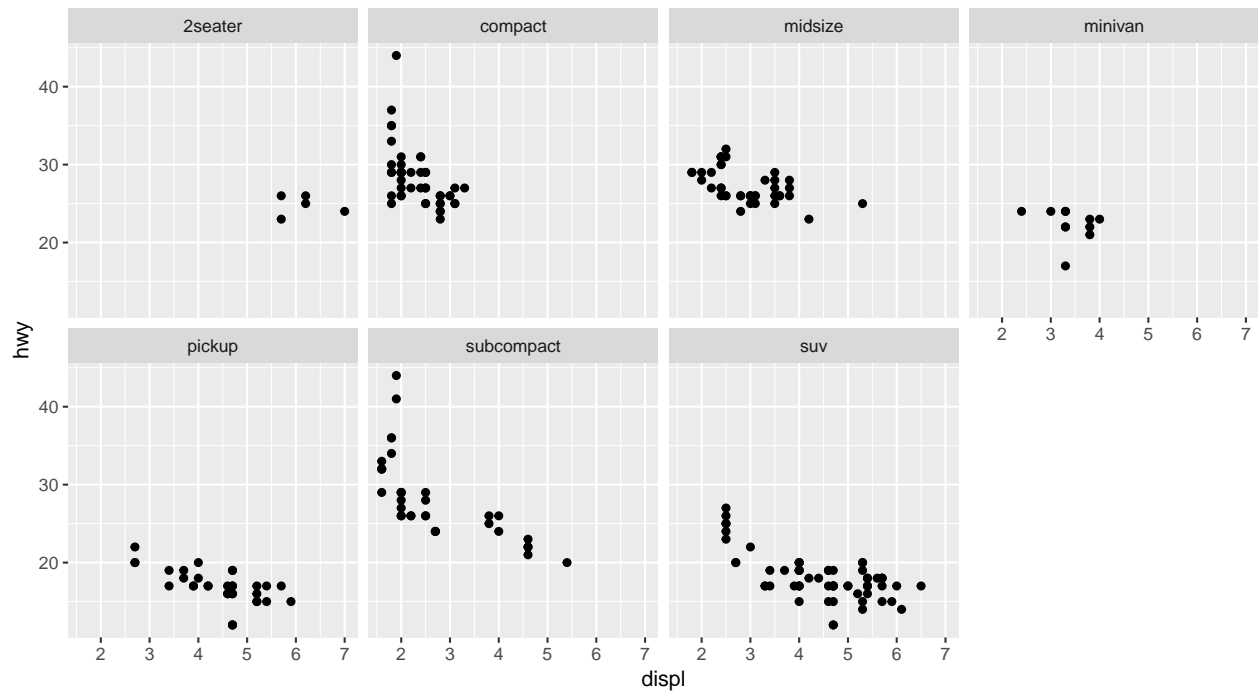 2seater compact midsize minivan
40
30
20
2 3 4 5 6 7
pickup subcompact suv
40
30
20
2 3 4 5 6 7 2 3 4 5 6 7 2 3 4 5 6 7
displ
hwy